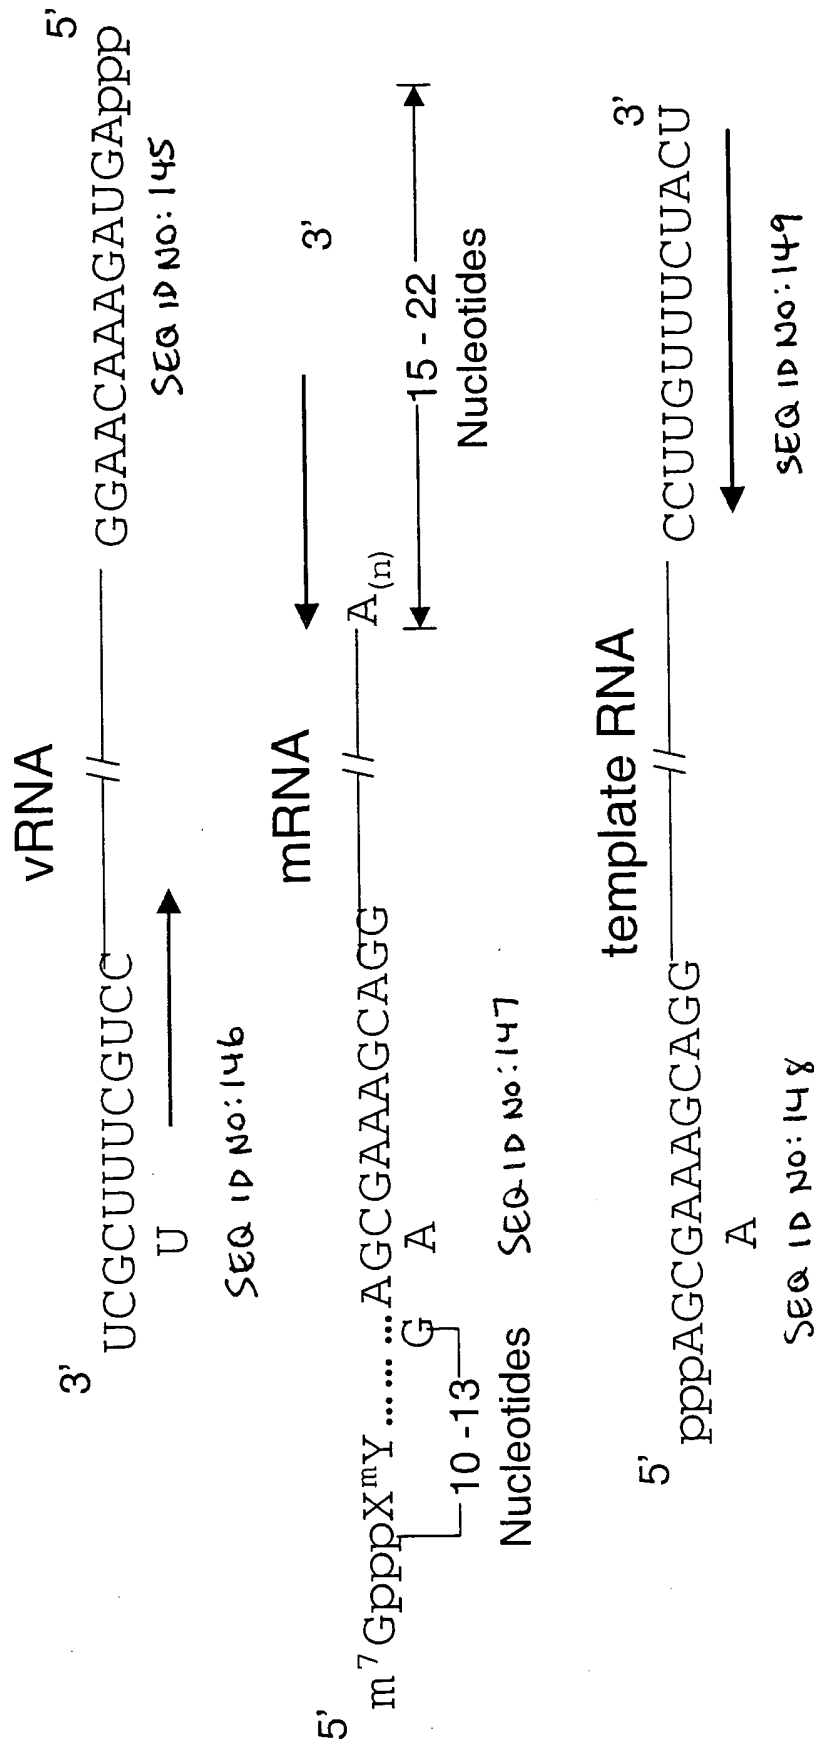 vRNA
3' 5'
UCGCUUUCGUCC GGAACAAAGAUGAppp
U
SEQ ID NO:146 SEQ ID NO:145
mRNA
5' 3'
m⁷GpppXᵐY.......AGCGAAAGCAGG A(n)
G A
10 -13 15 - 22
Nucleotides Nucleotides
SEQ ID NO:147
template RNA
5' 3'
pppAGCGAAAGCAGG CCUUGUUUCUACU
A
SEQ ID NO:148 SEQ ID NO:149